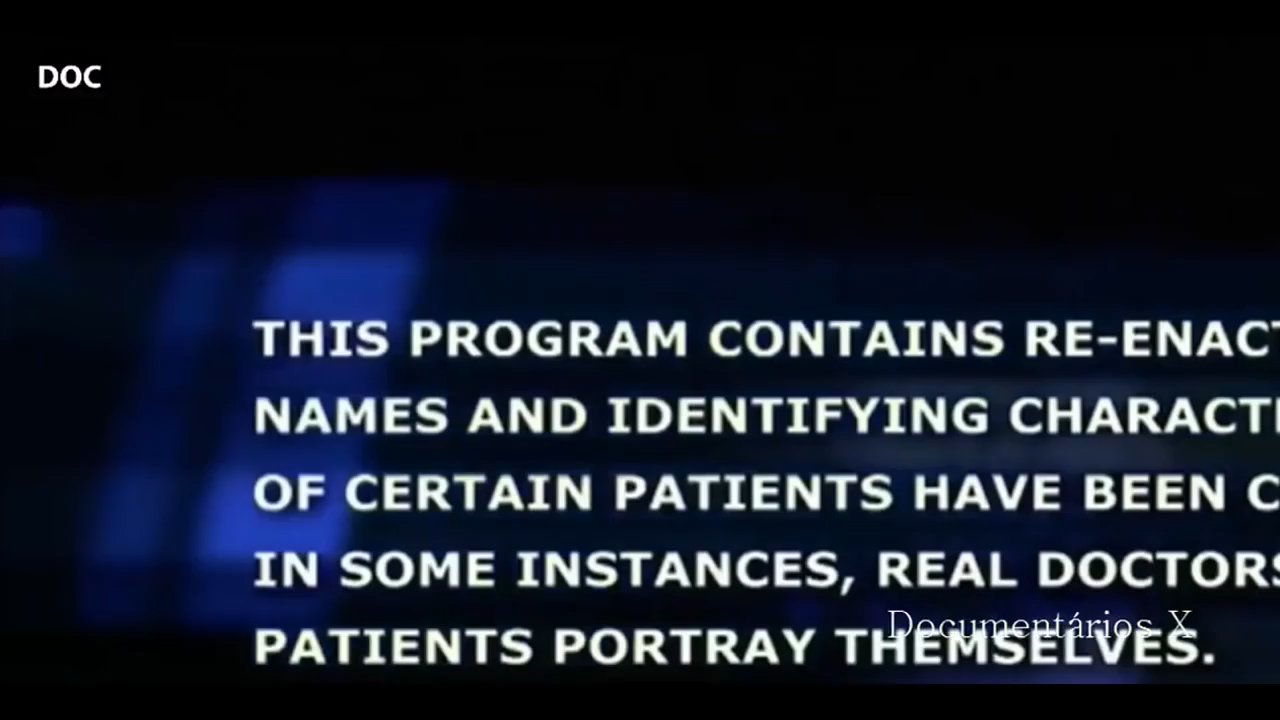 DOC
THIS PROGRAM CONTAINS RE-ENACT
NAMES AND IDENTIFYING CHARACTE
OF CERTAIN PATIENTS HAVE BEEN C
IN SOME INSTANCES, REAL DOCTORS
Documentários X
PATIENTS PORTRAY THEMSELVES.